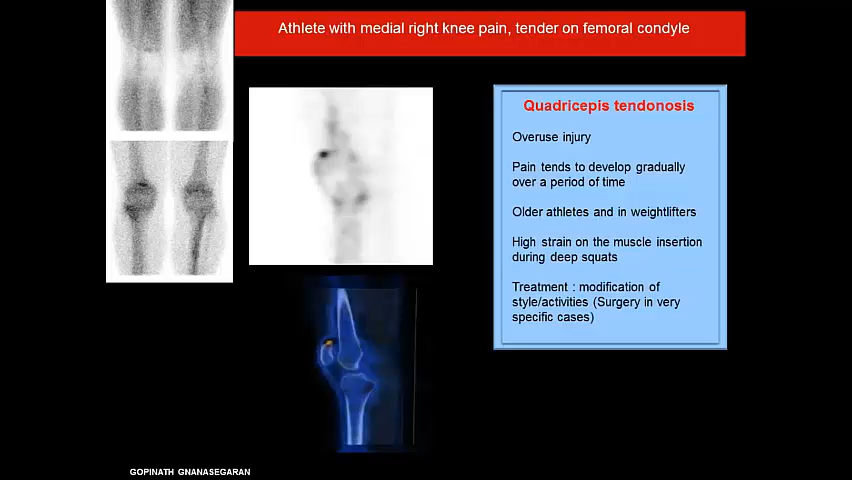 Athlete with medial right knee pain, tender on femoral condyle
Quadricepis tendonosis
Overuse injury
Pain tends to develop gradually
over a period of time
Older athletes and in weightlifters
High strain on the muscle insertion
during deep squats
Treatment : modification of
style/activities (Surgery in very
specific cases)
GOPINATH GNANASEGARAN